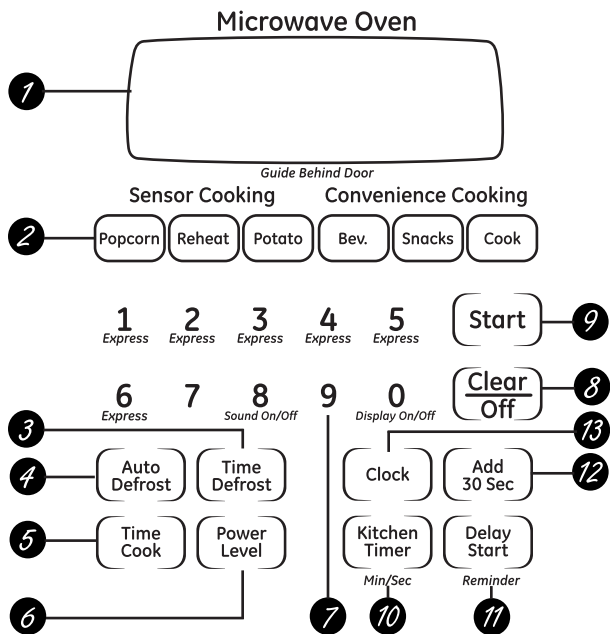 Microwave Oven
1
Guide Behind Door
Sensor Cooking Convenience Cooking
2 Popcorn Reheat Potato Bev. Snacks Cook
1 2 3 4 5 Start 9
Express Express Express Express Express
6 7 8 9 0 Clear
Off 8
Express Sound On/Off Display On/Off
3 13
4 Auto
Defrost Time
Defrost Clock Add
30 Sec 12
5 Time
Cook Power
Level Kitchen
Timer Delay
Start
Min/Sec Reminder
6 7 10 11